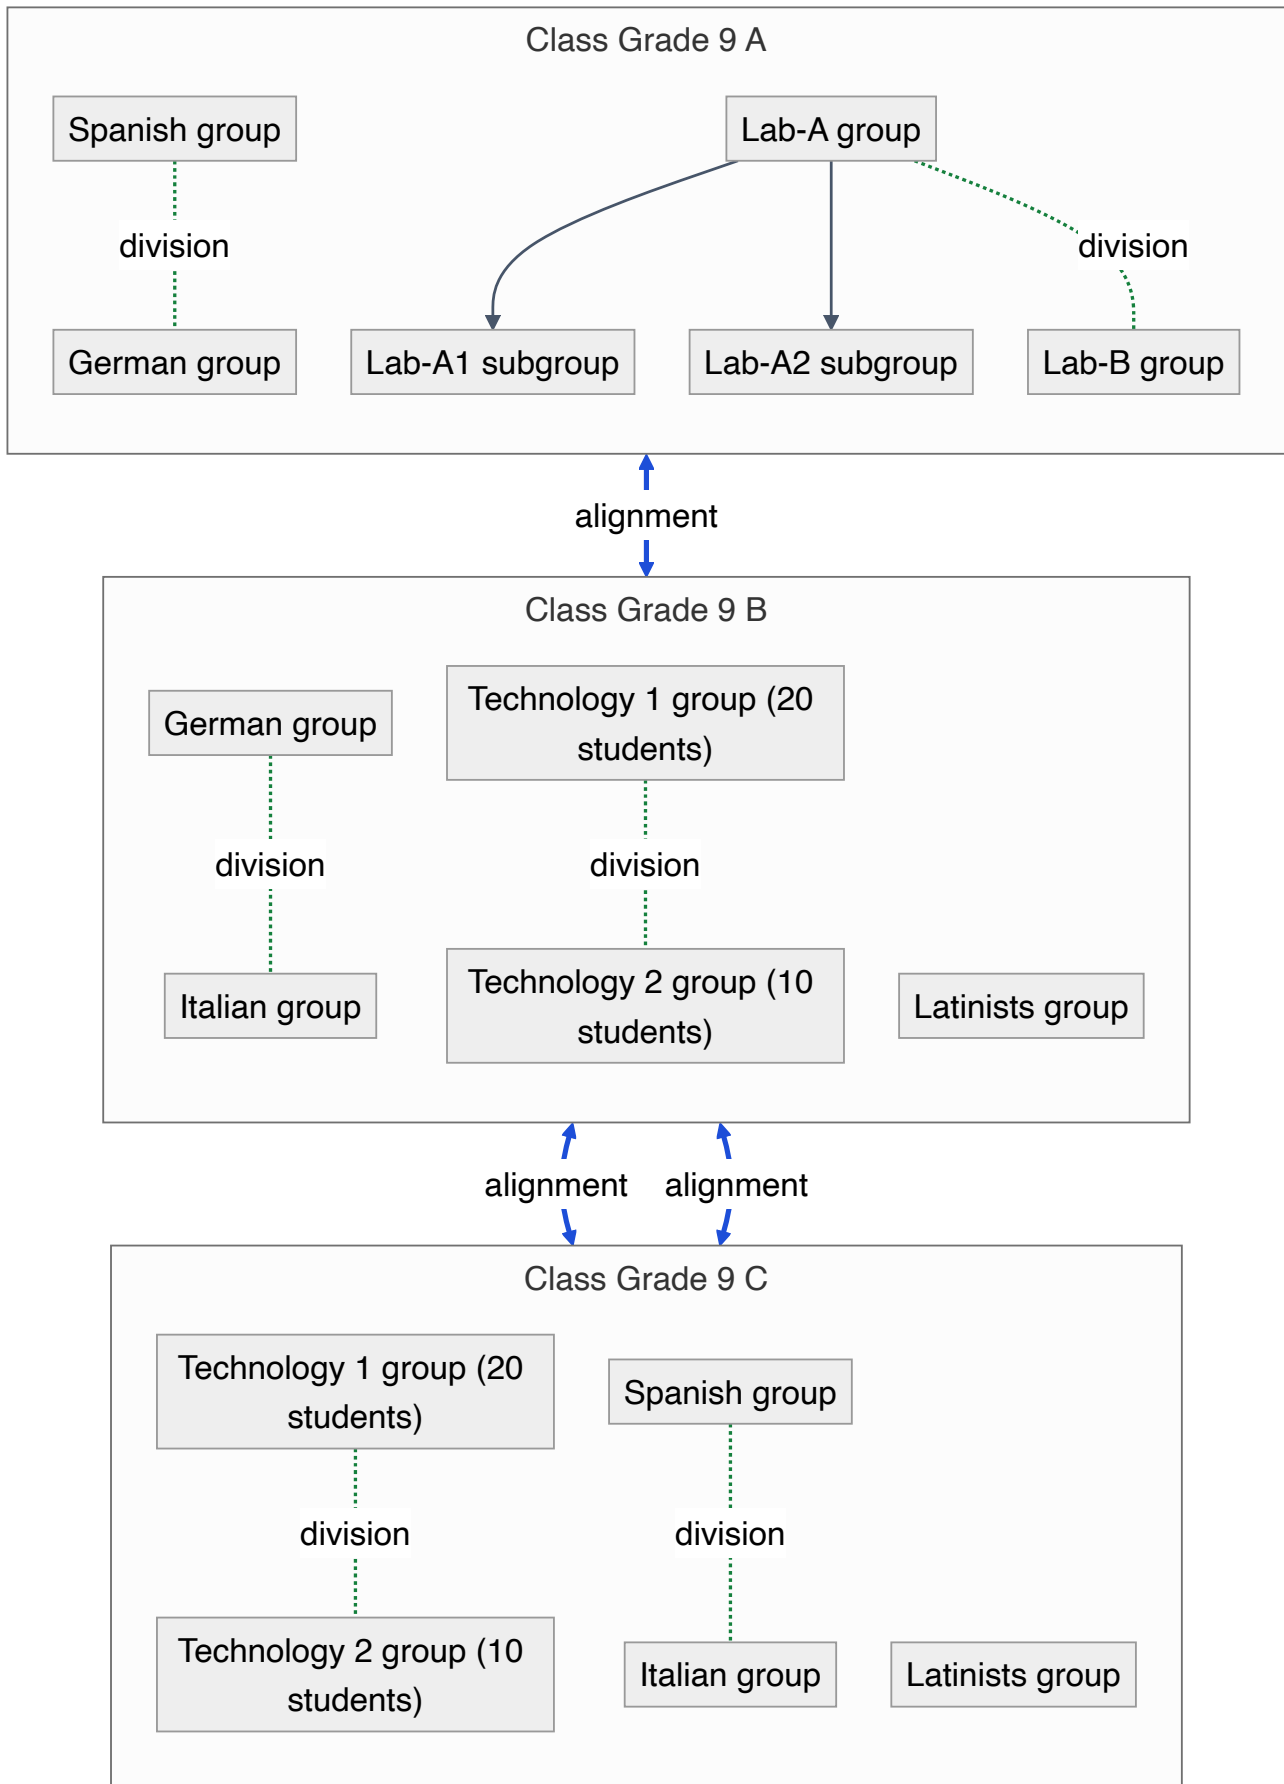 Class Grade 9 A
Spanish group
Lab-A group
division
division
German group
Lab-A1 subgroup
Lab-A2 subgroup
Lab-B group
alignment
Class Grade 9 B
German group
Technology 1 group (20
students)
division
division
Italian group
Technology 2 group (10
students)
Latinists group
alignment
alignment
Class Grade 9 C
Technology 1 group (20
students)
Spanish group
division
division
Technology 2 group (10
students)
Italian group
Latinists group